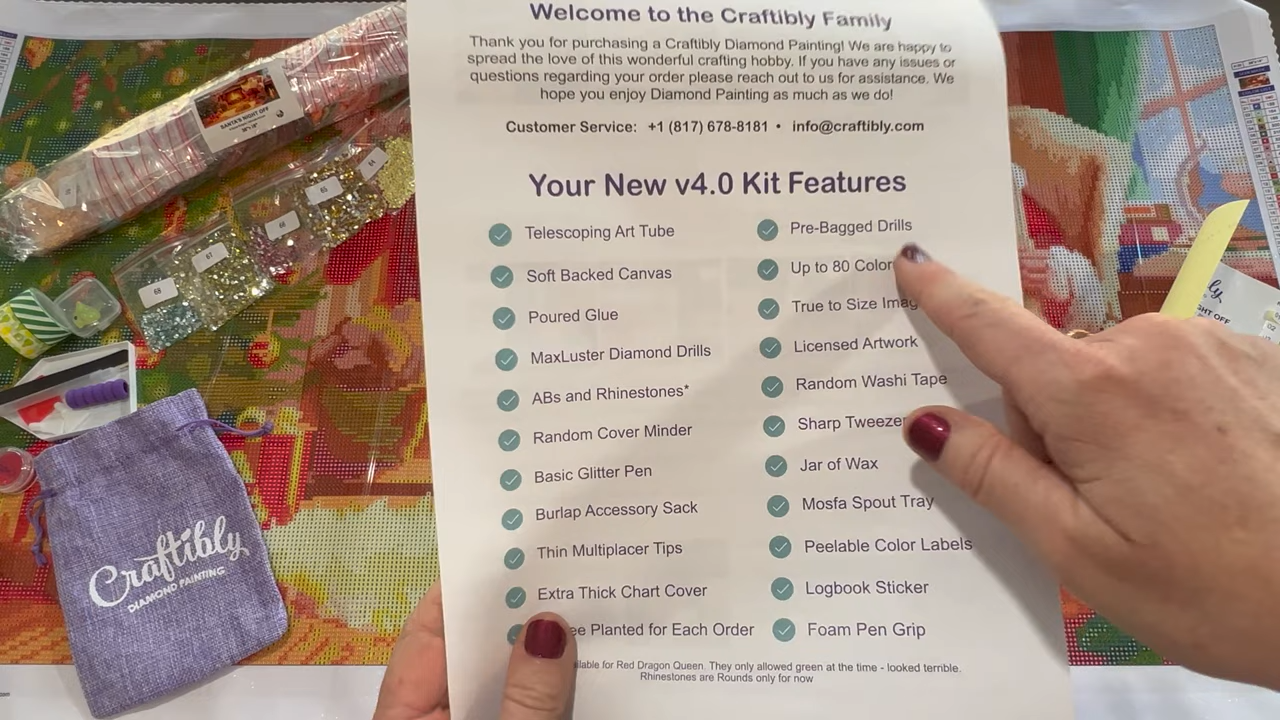 Welcome to the Craftibly Family
Thank you for purchasing a Craftibly Diamond Painting! We are happy to
spread the love of this wonderful crafting hobby. If you have any issues or
questions regarding your order please reach out to us for assistance. We
hope you enjoy Diamond Painting as much as we do!
Customer Service: +1 (817) 678-8181 • info@craftibly.com
Your New v4.0 Kit Features
Telescoping Art Tube
Soft Backed Canvas
Poured Glue
MaxLuster Diamond Drills
ABs and Rhinestones*
Random Cover Minder
Basic Glitter Pen
Burlap Accessory Sack
Thin Multiplacer Tips
Extra Thick Chart Cover
ee Planted for Each Order
Pre-Bagged Drills
Up to 80 Color
True to Size Imag
Licensed Artwork
Random Washi Tape
Sharp Tweezer
Jar of Wax
Mosfa Spout Tray
Peelable Color Labels
Logbook Sticker
Foam Pen Grip
ilable for Red Dragon Queen. They only allowed green at the time - looked terrible.
Rhinestones are Rounds only for now
SANTA'S NIGHT OFF
64
65
66
67
68
Craftibly
DIAMOND PAINTING
ly
HT OFF